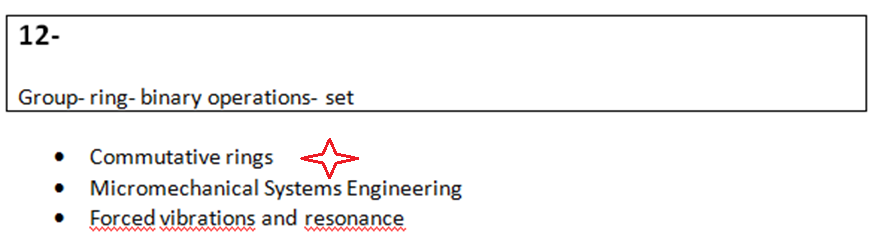 12-
Group- ring- binary operations- set
• Commutative rings
• Micromechanical Systems Engineering
• Forced vibrations and resonance